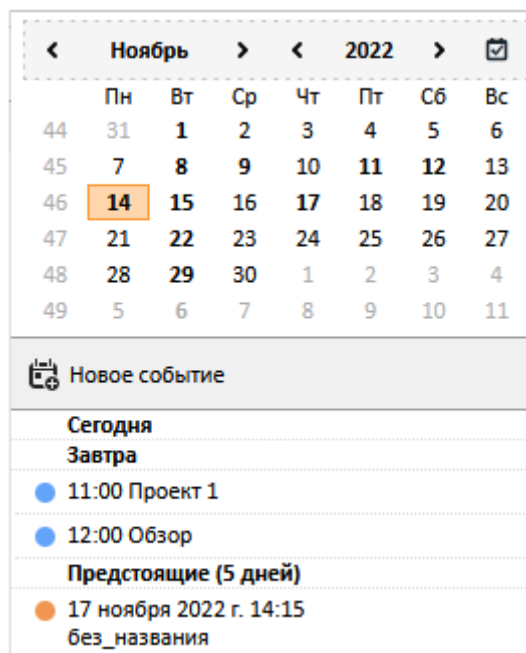 Ноябрь 2022
Пн Вт Ср Чт Пт Сб Вс
44 31 1 2 3 4 5 6
45 7 8 9 10 11 12 13
46 14 15 16 17 18 19 20
47 21 22 23 24 25 26 27
48 28 29 30 1 2 3 4
49 5 6 7 8 9 10 11
Новое событие
Сегодня
Завтра
11:00 Проект 1
12:00 Обзор
Предстоящие (5 дней)
17 ноября 2022 г. 14:15
без_названия